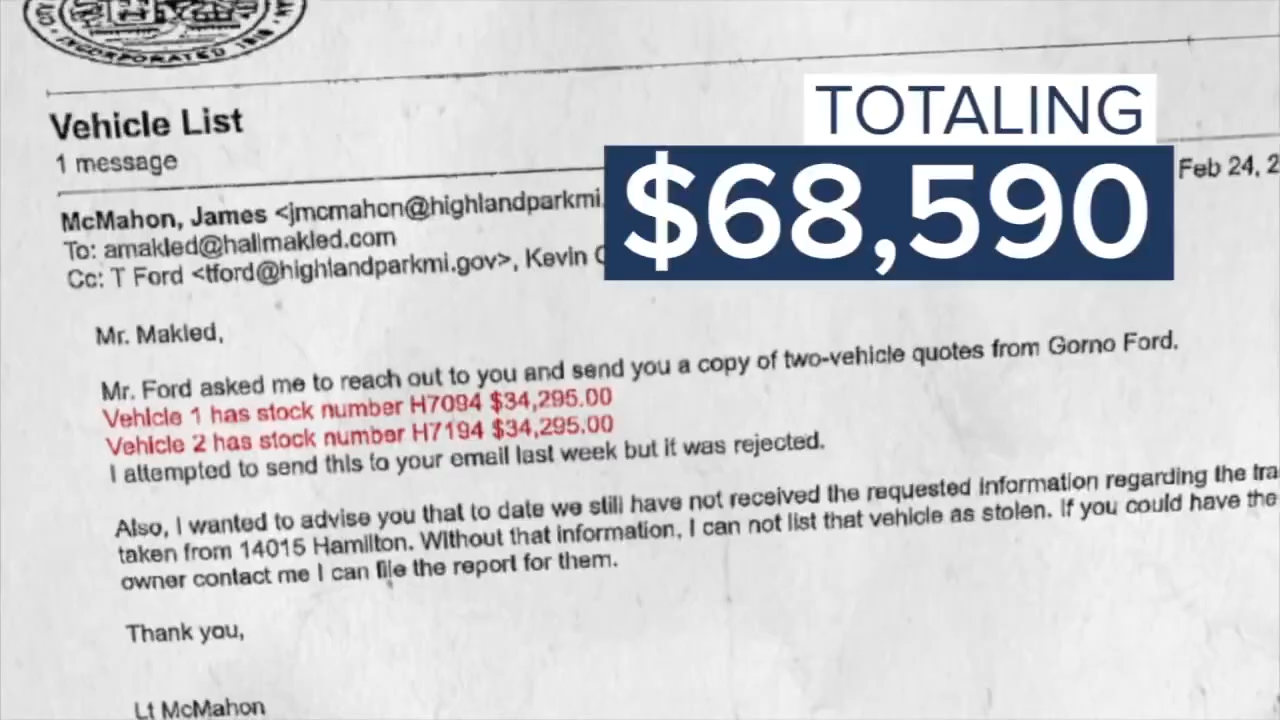 CITY
INCORPORATED 1918
TOTALING
$68,590
Vehicle List
1 message
Feb 24, 2
McMahon, James <jmcmahon@highlandparkmi.
To: amakled@hallmakled.com
Cc: T Ford <tford@highlandparkmi.gov>, Kevin
Mr. Makled,
Mr. Ford asked me to reach out to you and send you a copy of two-vehicle quotes from Gorno Ford.
Vehicle 1 has stock number H7094 $34,295.00
Vehicle 2 has stock number H7194 $34,295.00
I attempted to send this to your email last week but it was rejected.
Also, I wanted to advise you that to date we still have not received the requested information regarding the tra
taken from 14015 Hamilton. Without that information, I can not list that vehicle as stolen. If you could have the
owner contact me I can file the report for them.
Thank you,
Lt McMahon